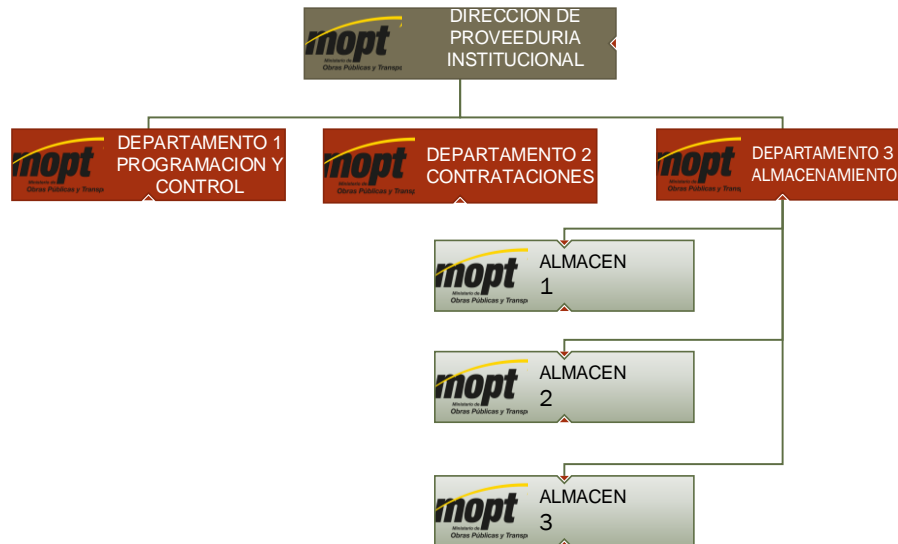 mopt
Ministerio de
Obras Públicas y Transpo
DIRECCION DE
PROVEEDURIA
INSTITUCIONAL
mopt
Ministerio de
Obras Públicas y Transp
DEPARTAMENTO 1
PROGRAMACION Y
CONTROL
mopt
Ministerio de
Obras Públicas y Transp
DEPARTAMENTO 2
CONTRATACIONES
mopt
Ministerio de
Obras Públicas y Transp
DEPARTAMENTO 3
ALMACENAMIENTO
mopt
Ministerio de
Obras Públicas y Transp
ALMACEN
1
mopt
Ministerio de
Obras Públicas y Transp
ALMACEN
2
mopt
Ministerio de
Obras Públicas y Transp
ALMACEN
3